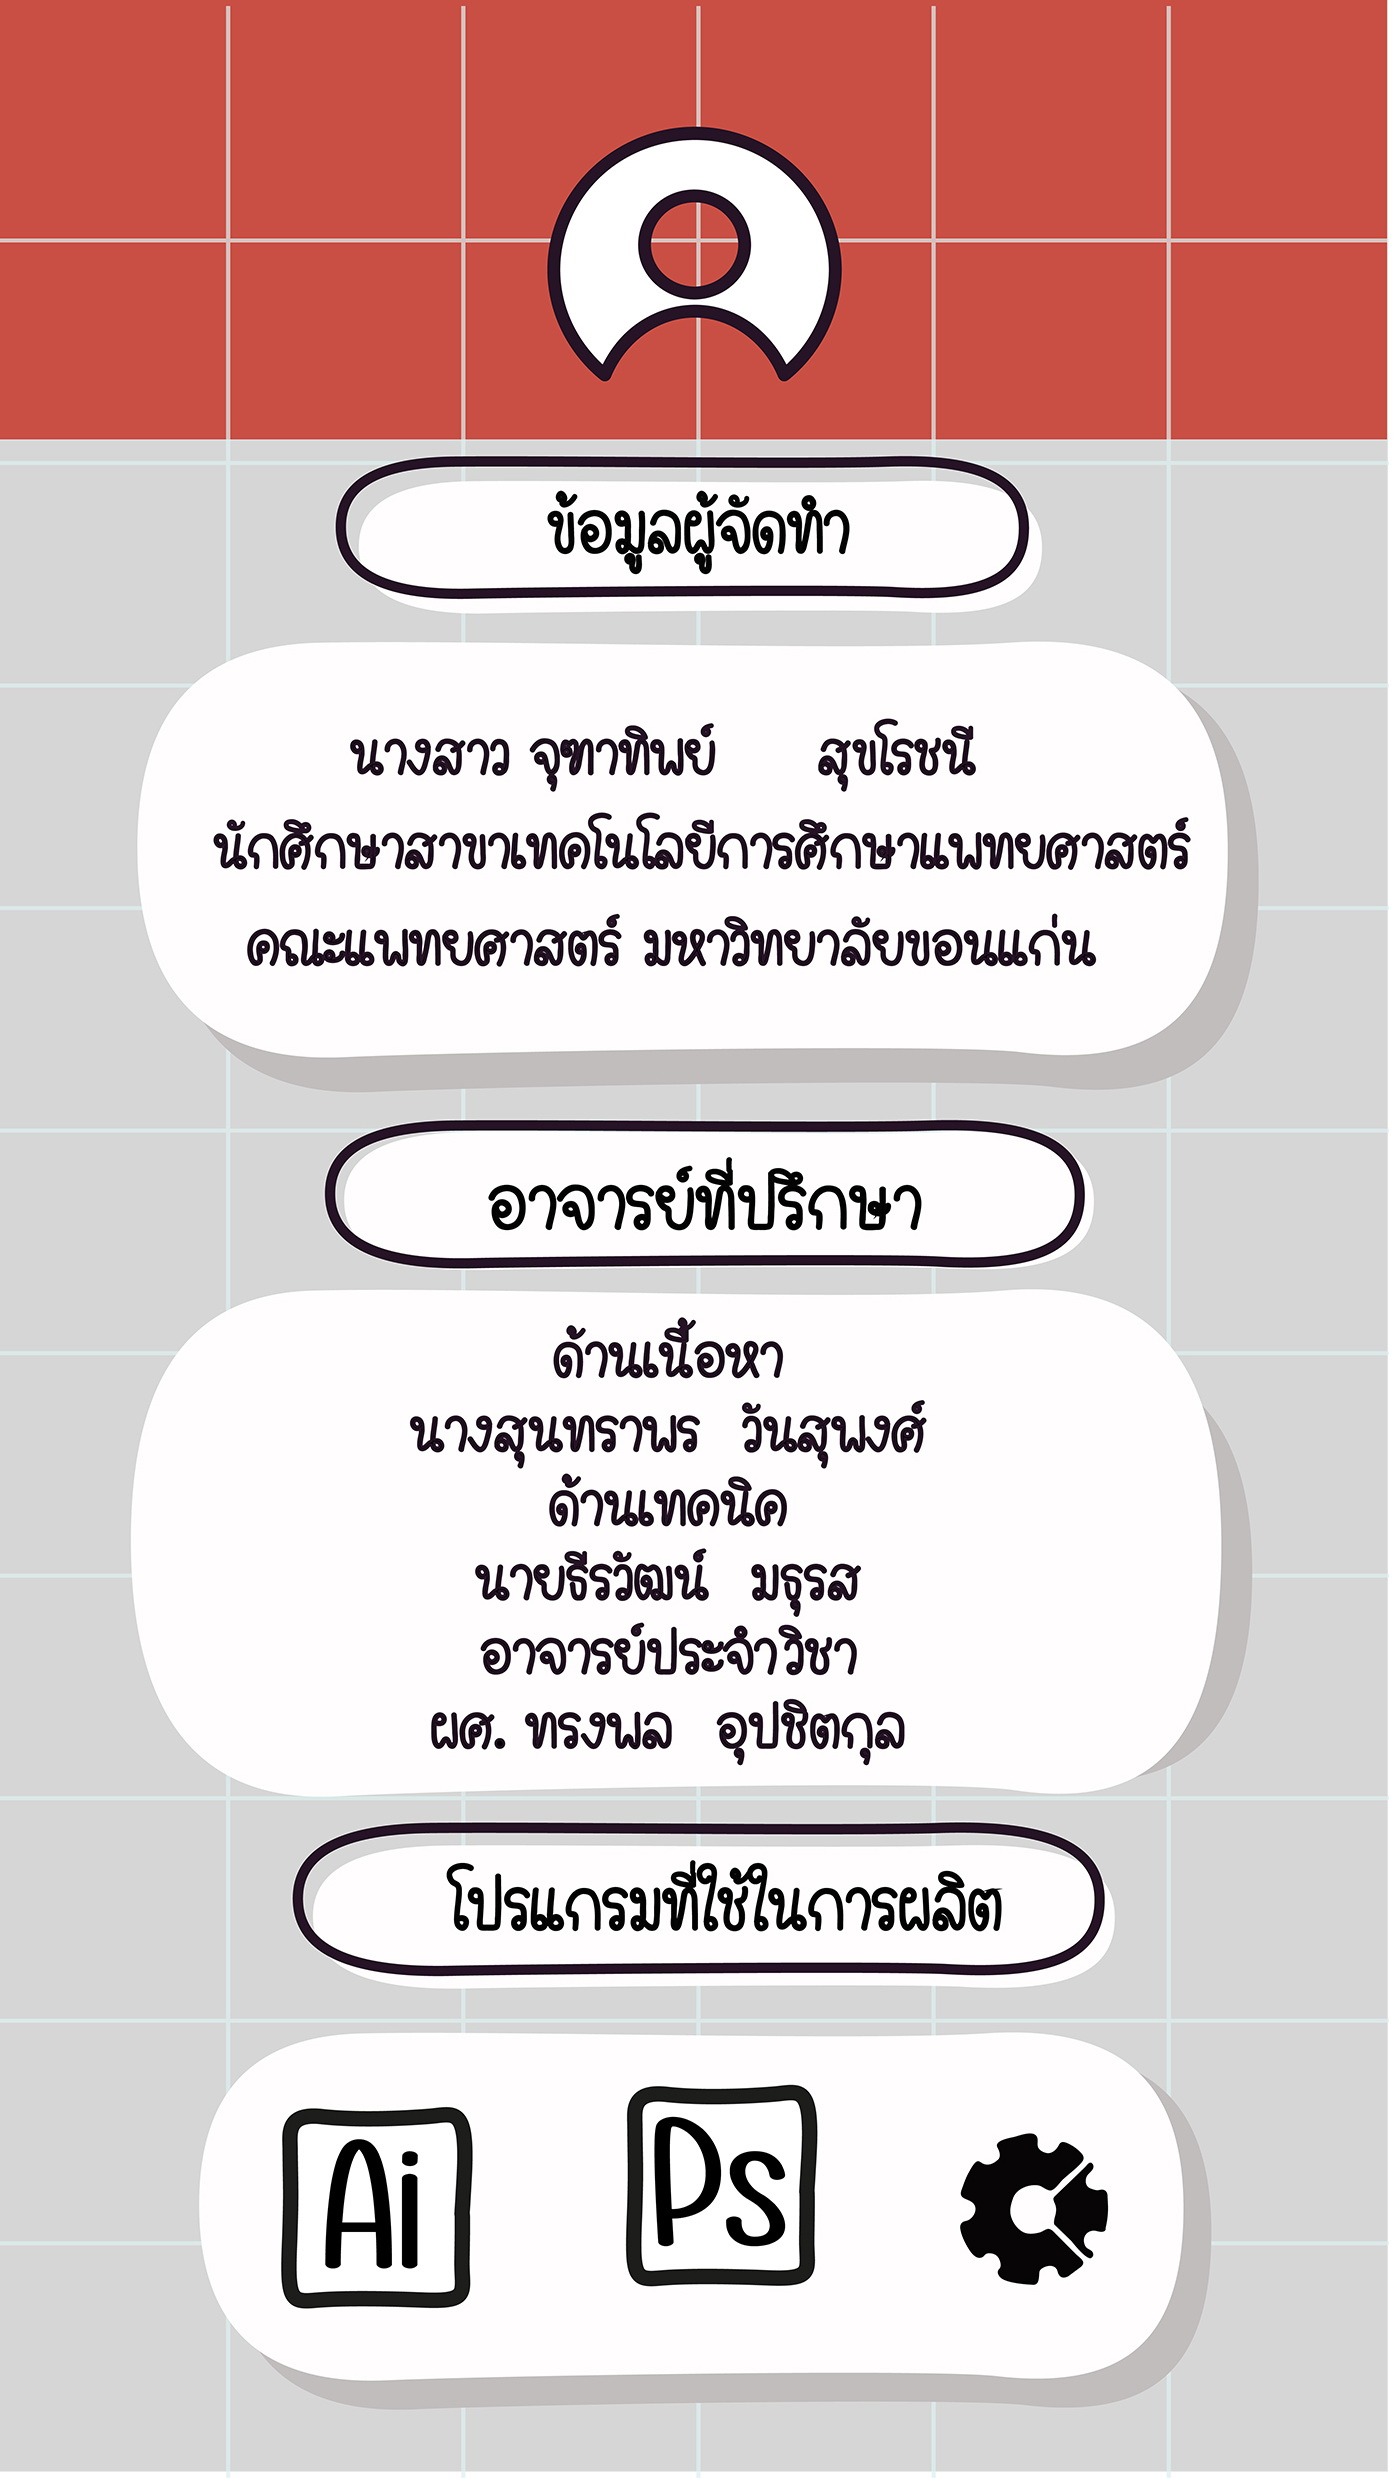 ข้อมูลผู้จัดทำ
นางสาว จุฑาทิพย์ สุขโรชนี
นักศึกษาสาขาเทคโนโลยีการศึกษาแพทยศาสตร์
คณะแพทยศาสตร์ มหาวิทยาลัยขอนแก่น
อาจารย์ที่ปรึกษา
ด้านเนื้อหา
นางสุนทราพร วันสุพงศ์
ด้านเทคนิค
นายธีรวัฒน์ มธุรส
อาจารย์ประจำวิชา
ผศ. ทรงพล อุปชิตกุล
โปรแกรมที่ใช้ในการผลิต
Ai Ps